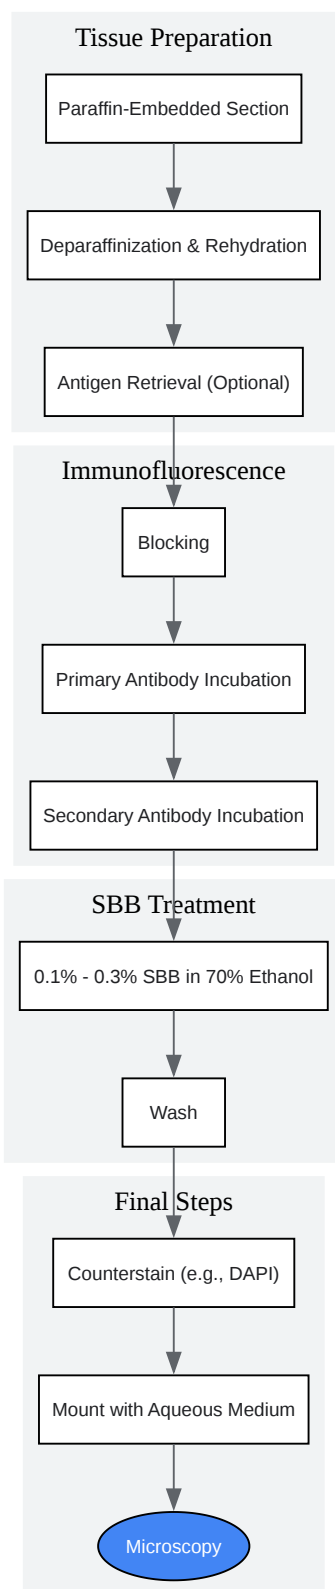 Tissue Preparation
Paraffin-Embedded Section
Deparaffinization & Rehydration
Antigen Retrieval (Optional)
Immunofluorescence
Blocking
Primary Antibody Incubation
Secondary Antibody Incubation
SBB Treatment
0.1% - 0.3% SBB in 70% Ethanol
Wash
Final Steps
Counterstain (e.g., DAPI)
Mount with Aqueous Medium
Microscopy